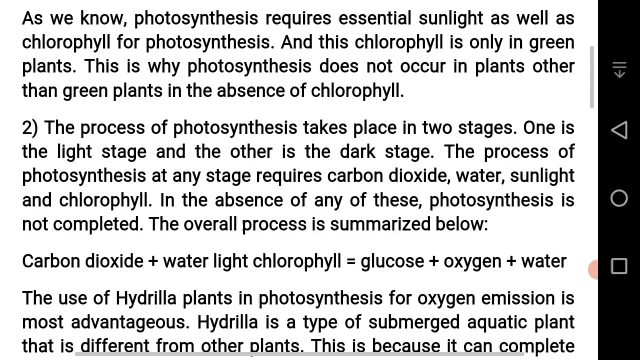 As we know, photosynthesis requires essential sunlight as well as
chlorophyll for photosynthesis. And this chlorophyll is only in green
plants. This is why photosynthesis does not occur in plants other
than green plants in the absence of chlorophyll.
2) The process of photosynthesis takes place in two stages. One is
the light stage and the other is the dark stage. The process of
photosynthesis at any stage requires carbon dioxide, water, sunlight
and chlorophyll. In the absence of any of these, photosynthesis is
not completed. The overall process is summarized below:
Carbon dioxide + water light chlorophyll = glucose + oxygen + water
The use of Hydrilla plants in photosynthesis for oxygen emission is
most advantageous. Hydrilla is a type of submerged aquatic plant
that is different from other plants. This is because it can complete